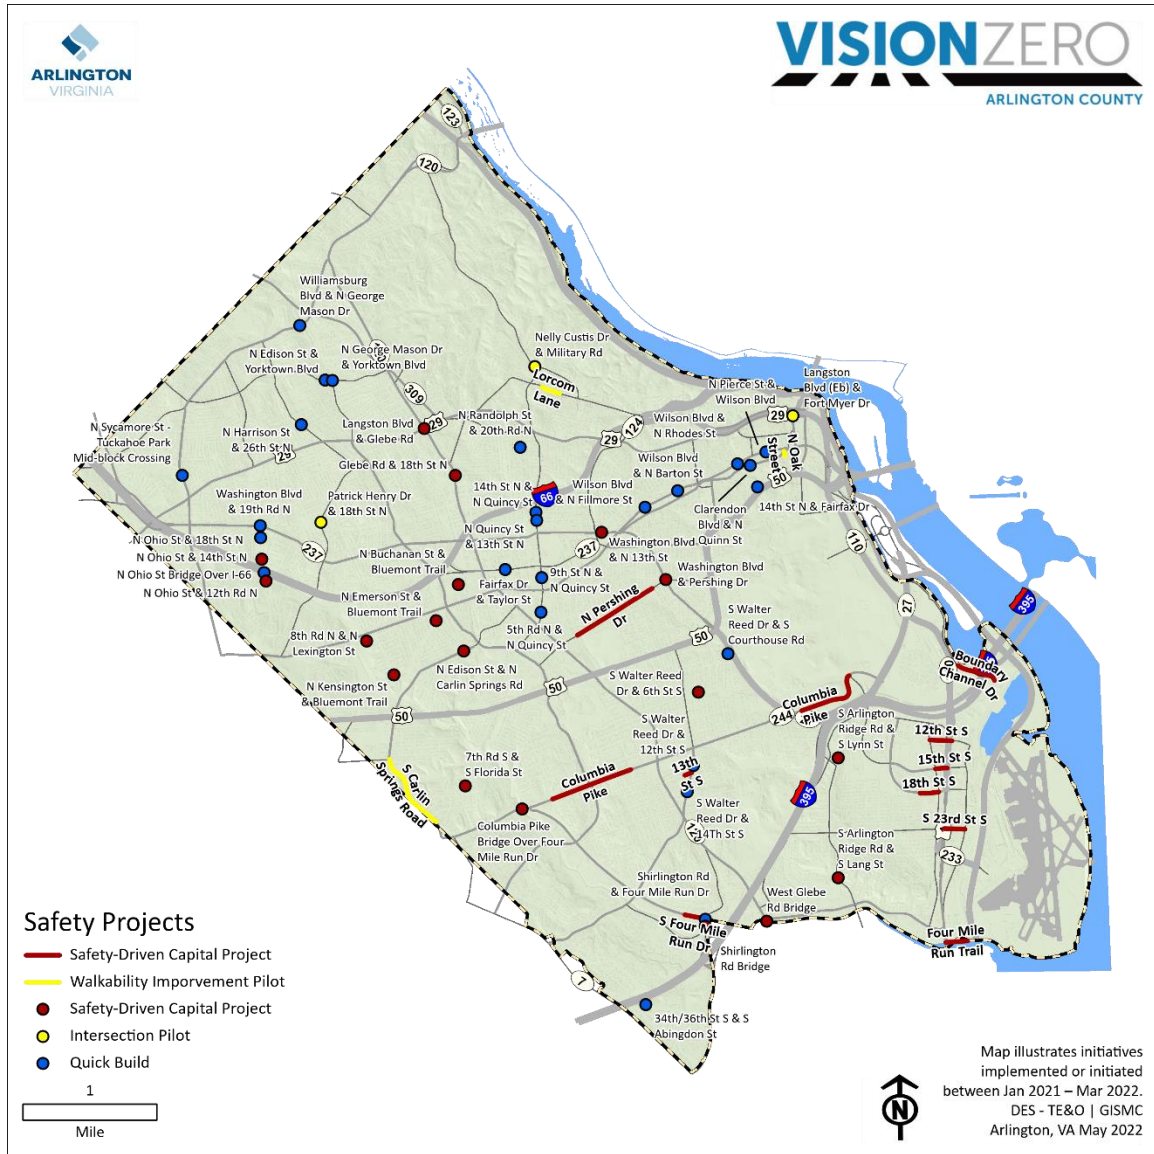 ARLINGTON
VIRGINIA
VISIONZERO
ARLINGTON COUNTY
123
120
Williamsburg
Blvd & N George
Mason Dr
N Edison St &
Yorktown Blvd
N George Mason Dr
& Yorktown Blvd
309
Nelly Custis Dr
& Military Rd
Lorcom
Lane
N Pierce St &
Wilson Blvd
Langston
Blvd (Eb) &
Fort Myer Dr
29
N Sycamore St -
Tuckahoe Park
Mid-block Crossing
N Harrison St
& 26th St N
29
Langston Blvd
& Glebe Rd
29
N Randolph St
& 20th Rd N
29
124
Wilson Blvd &
N Rhodes St
N Oak
Street
50
Glebe Rd & 18th St N
Wilson Blvd
& N Barton St
Washington Blvd
& 19th Rd N
Patrick Henry Dr
& 18th St N
14th St N &
N Quincy St
66
Wilson Blvd
& N Fillmore St
Clarendon
Blvd & N
Quinn St
14th St N & Fairfax Dr
110
N Ohio St & 18th St N
N Ohio St & 14th St N
N Ohio St Bridge Over I-66
N Ohio St & 12th Rd N
237
N Quincy St
& 13th St N
237
Washington Blvd
& N 13th St
N Buchanan St &
Bluemont Trail
Fairfax Dr
& Taylor St
9th St N &
N Quincy St
Washington Blvd
& Pershing Dr
N Pershing
Dr
N Emerson St &
Bluemont Trail
5th Rd N &
N Quincy St
S Walter
Reed Dr & S
Courthouse Rd
27
395
50
8th Rd N & N
Lexington St
N Edison St & N
Carlin Springs Rd
N Kensington St
& Bluemont Trail
50
50
S Walter Reed
Dr & 6th St S
Boundary
Channel Dr
Columbia
Pike
244
S Walter
Reed Dr &
12th St S
S Arlington
Ridge Rd &
S Lynn St
12th St S
15th St S
18th St S
S 23rd St S
233
S Carlin
Springs Road
7th Rd S &
S Florida St
Columbia
Pike
13th
St S
395
Columbia Pike
Bridge Over Four
Mile Run Dr
S Walter
Reed Dr &
14Th St S
S Arlington
Ridge Rd &
S Lang St
Shirlington Rd
& Four Mile Run Dr
West Glebe
Rd Bridge
S Four Mile
Run Dr
Shirlington
Rd Bridge
Four Mile
Run Trail
7
34th/36th St S & S
Abingdon St
Safety Projects
Safety-Driven Capital Project
Walkability Imporvement Pilot
Safety-Driven Capital Project
Intersection Pilot
Quick Build
1
Mile
N
Map illustrates initiatives
implemented or initiated
between Jan 2021 – Mar 2022.
DES - TE&O | GISMC
Arlington, VA May 2022